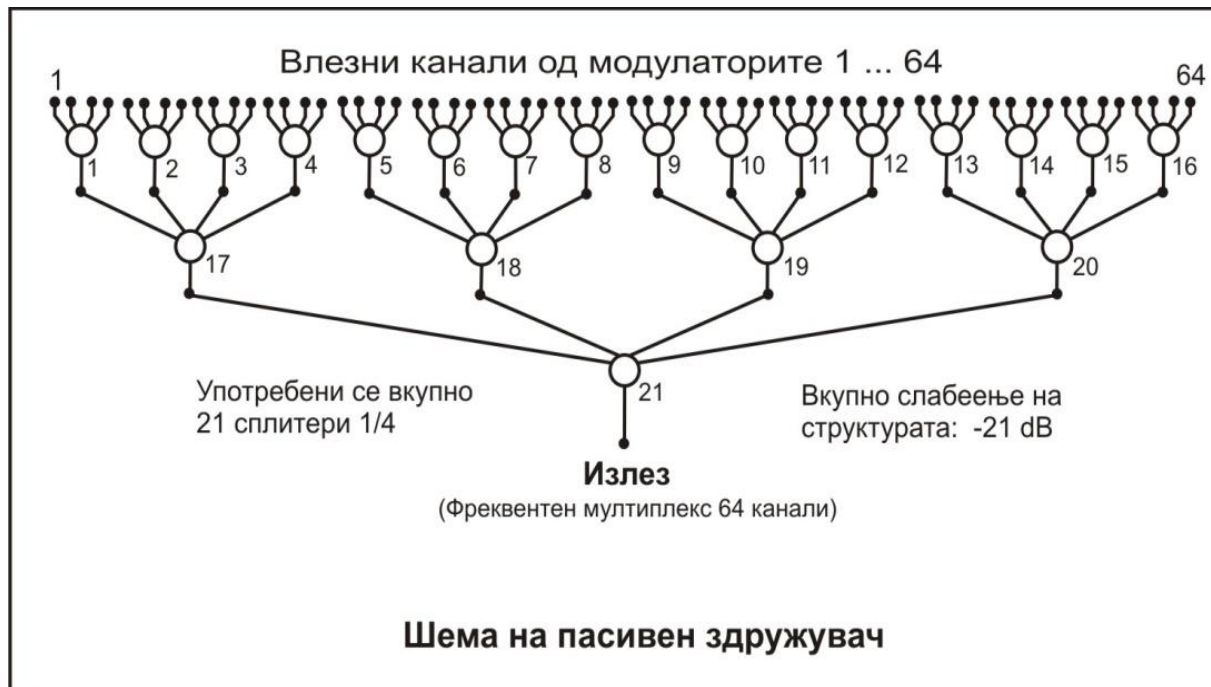 Влезни канали од модулаторите 1 ... 64
1
64
1 2 3 4 5 6 7 8 9 10 11 12 13 14 15 16
17 18 19 20
21
Употребени се вкупно
21 сплитери 1/4
Вкупно слабеење на
структурата: -21 dB
Излез
(Фреквентен мултиплекс 64 канали)
Шема на пасивен здружувач